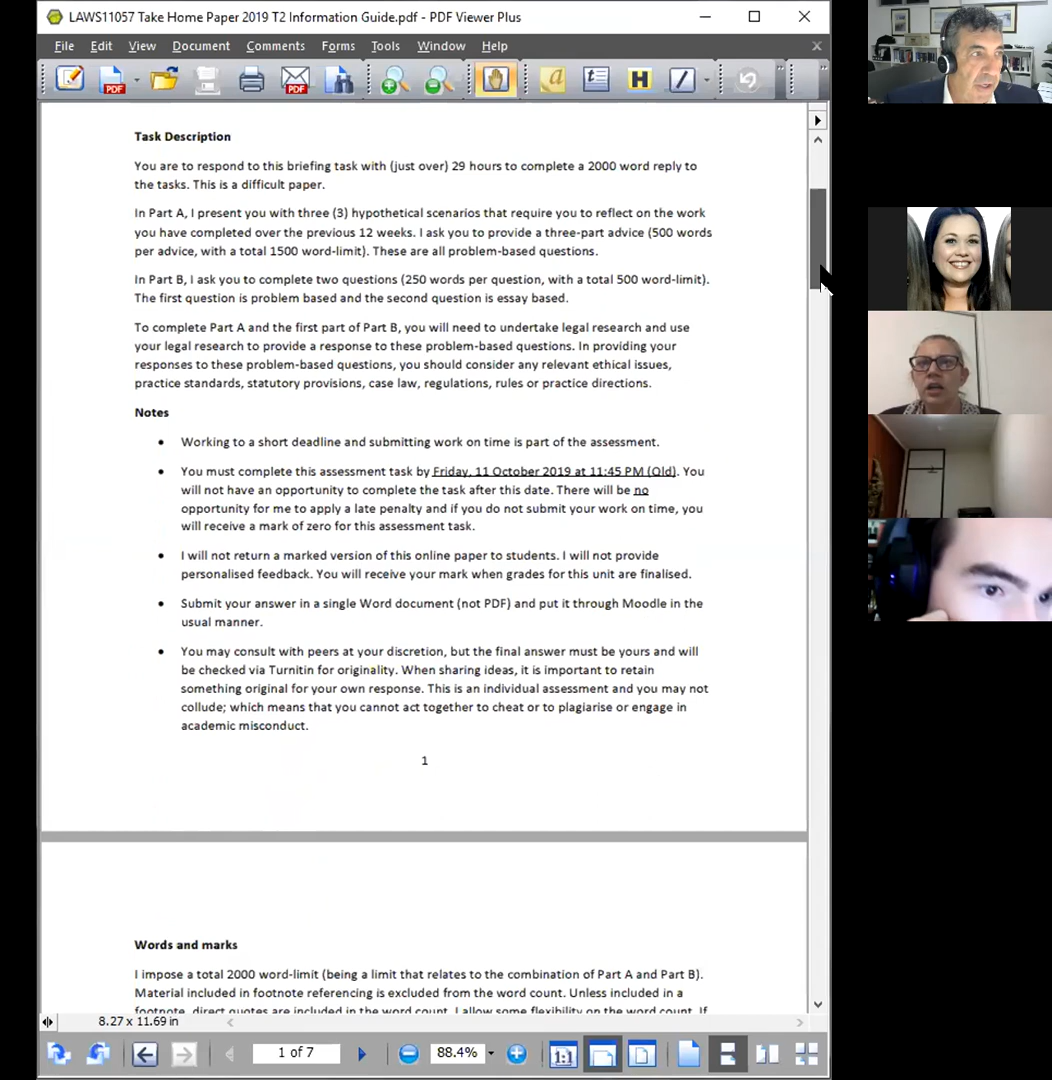 LAWS11057 Take Home Paper 2019 T2 Information Guide.pdf - PDF Viewer Plus
File Edit View Document Comments Forms Tools Window Help
Task Description
You are to respond to this briefing task with (just over) 29 hours to complete a 2000 word reply to
the tasks. This is a difficult paper.
In Part A, I present you with three (3) hypothetical scenarios that require you to reflect on the work
you have completed over the previous 12 weeks. I ask you to provide a three-part advice (500 words
per advice, with a total 1500 word-limit). These are all problem-based questions.
In Part B, I ask you to complete two questions (250 words per question, with a total 500 word-limit).
The first question is problem based and the second question is essay based.
To complete Part A and the first part of Part B, you will need to undertake legal research and use
your legal research to provide a response to these problem-based questions. In providing your
responses to these problem-based questions, you should consider any relevant ethical issues,
practice standards, statutory provisions, case law, regulations, rules or practice directions.
Notes
• Working to a short deadline and submitting work on time is part of the assessment.
• You must complete this assessment task by Friday, 11 October 2019 at 11:45 PM (Qld). You
will not have an opportunity to complete the task after this date. There will be no
opportunity for me to apply a late penalty and if you do not submit your work on time, you
will receive a mark of zero for this assessment task.
• I will not return a marked version of this online paper to students. I will not provide
personalised feedback. You will receive your mark when grades for this unit are finalised.
• Submit your answer in a single Word document (not PDF) and put it through Moodle in the
usual manner.
• You may consult with peers at your discretion, but the final answer must be yours and will
be checked via Turnitin for originality. When sharing ideas, it is important to retain
something original for your own response. This is an individual assessment and you may not
collude; which means that you cannot act together to cheat or to plagiarise or engage in
academic misconduct.
1
Words and marks
I impose a total 2000 word-limit (being a limit that relates to the combination of Part A and Part B).
Material included in footnote referencing is excluded from the word count. Unless included in a
footnote, direct quotes are included in the word count. I allow some flexibility on the word count. If
8.27 x 11.69 in
1 of 7 88.4%